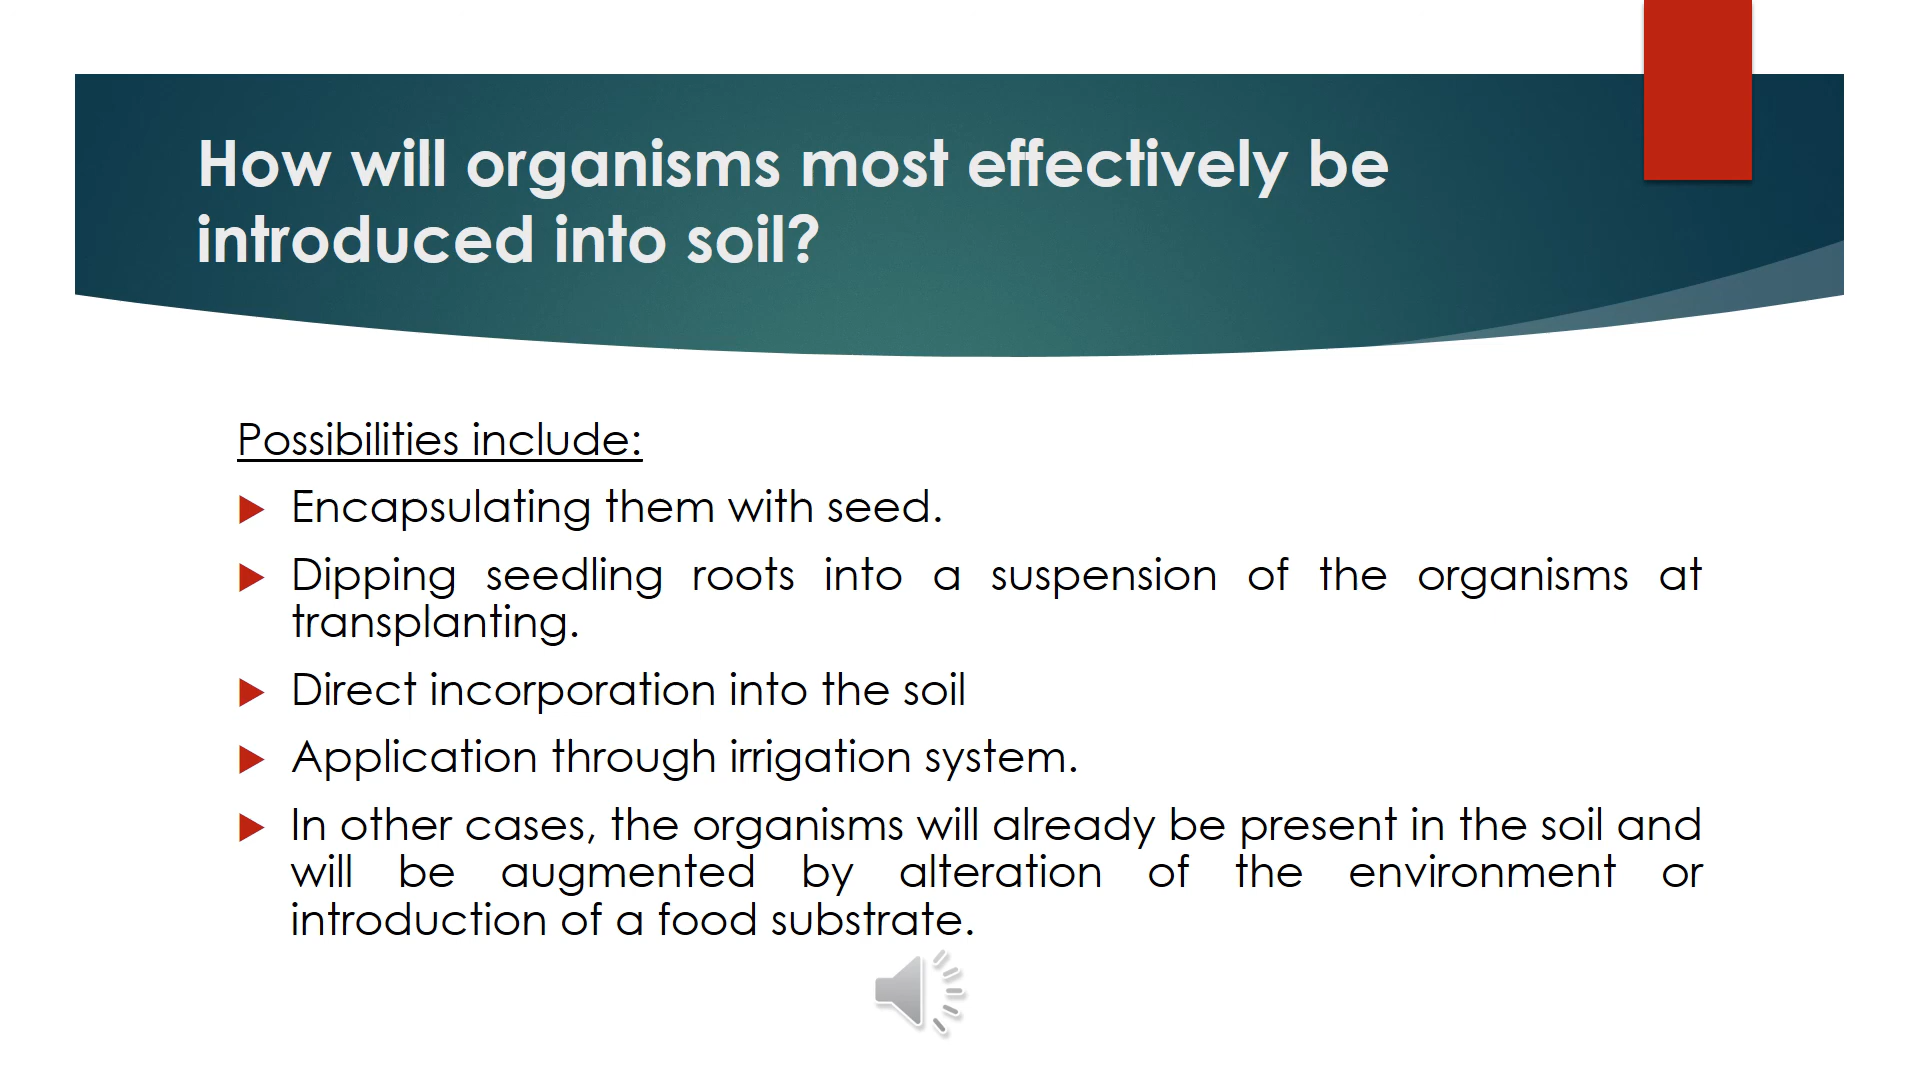 How will organisms most effectively be
introduced into soil?
Possibilities include:
Encapsulating them with seed.
Dipping seedling roots into a suspension of the organisms at
transplanting.
Direct incorporation into the soil
Application through irrigation system.
In other cases, the organisms will already be present in the soil and
will be augmented by alteration of the environment or
introduction of a food substrate.